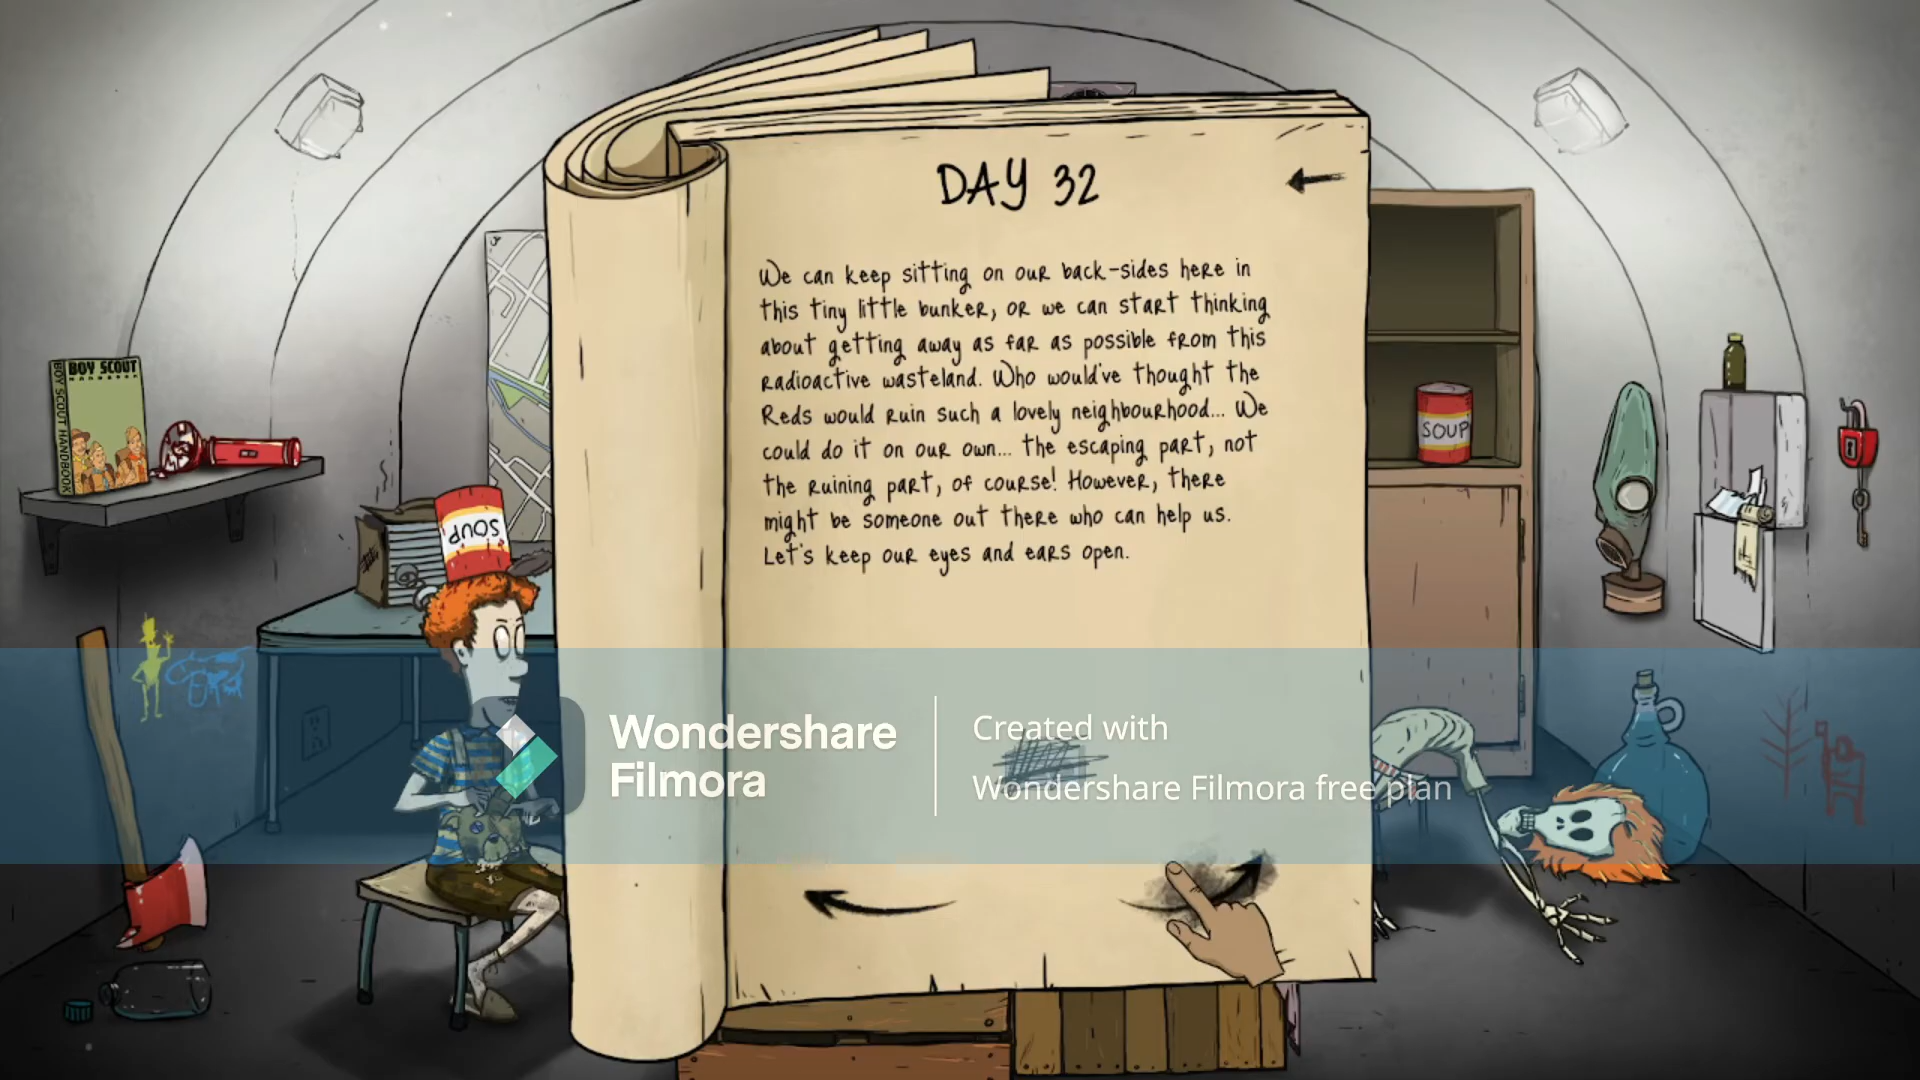 DAY 32
We can keep sitting on our back-sides here in
this tiny little bunker, or we can start thinking
about getting away as far as possible from this
radioactive wasteland. Who would've thought the
Reds would ruin such a lovely neighbourhood... We
could do it on our own... the escaping part, not
the ruining part, of course! However, there
might be someone out there who can help us.
Let's keep our eyes and ears open.
BOY SCOUT
BOY SCOUT HANDBOOK
SOUP
SOUP
Wondershare
Filmora
Created with
Wondershare Filmora free plan